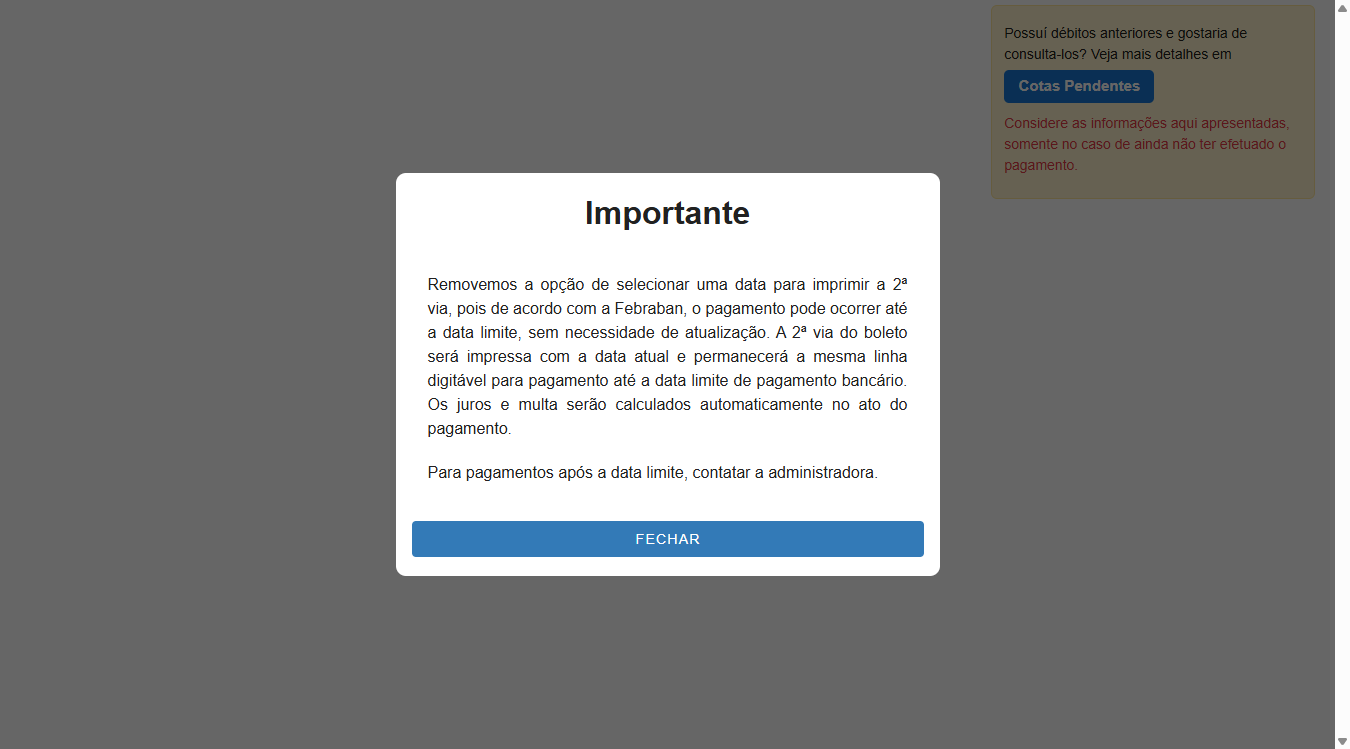 Possuí débitos anteriores e gostaria de
consulta-los? Veja mais detalhes em
Cotas Pendentes
Considere as informações aqui apresentadas,
somente no caso de ainda não ter efetuado o
pagamento.
Importante
Removemos a opção de selecionar uma data para imprimir a 2ª
via, pois de acordo com a Febraban, o pagamento pode ocorrer até
a data limite, sem necessidade de atualização. A 2ª via do boleto
será impressa com a data atual e permanecerá a mesma linha
digitável para pagamento até a data limite de pagamento bancário.
Os juros e multa serão calculados automaticamente no ato do
pagamento.
Para pagamentos após a data limite, contatar a administradora.
FECHAR